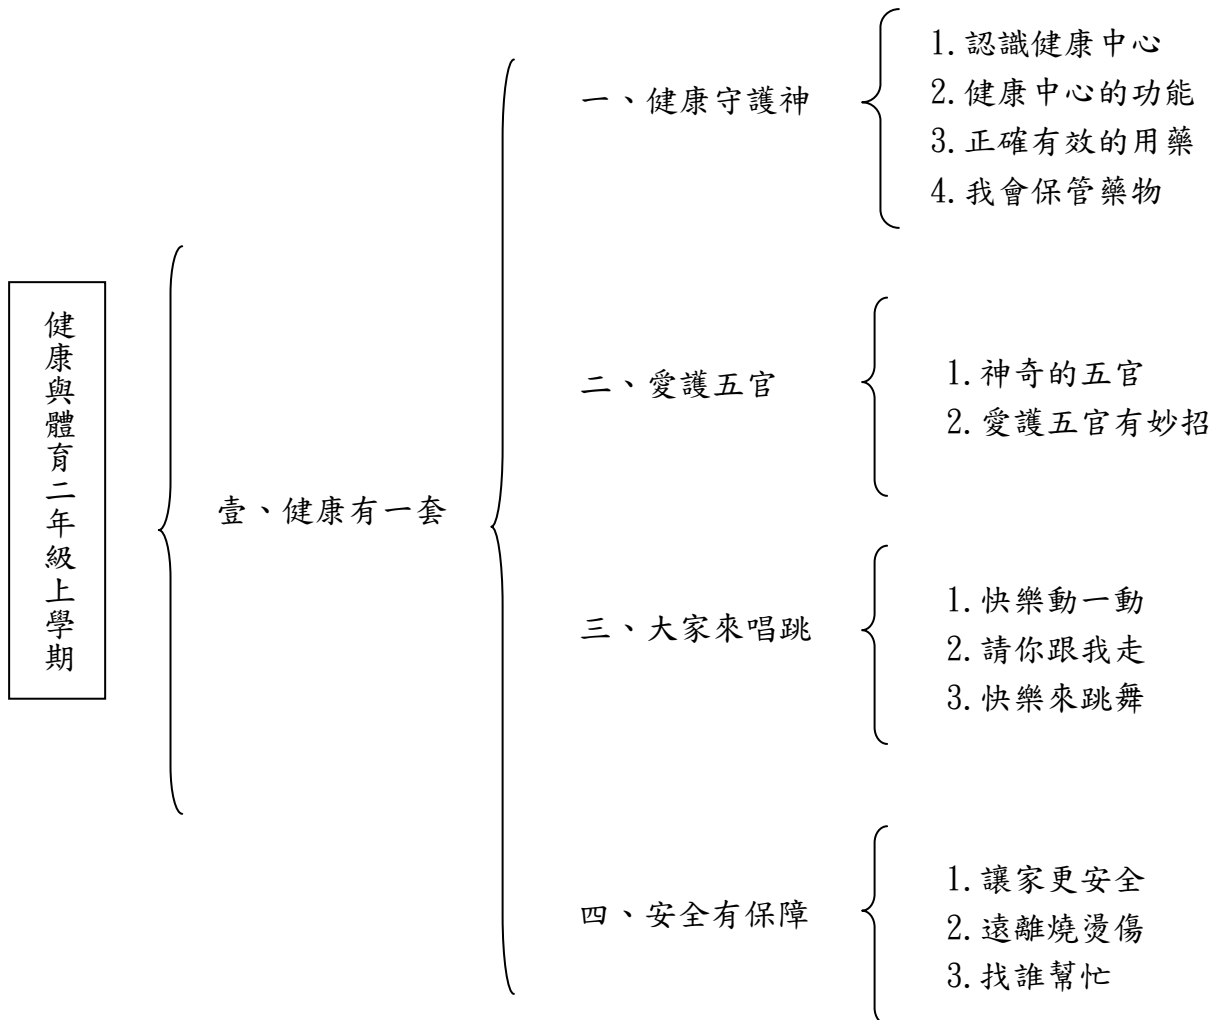 健康與體育二年級上學期
壹、健康有一套
一、健康守護神
1.認識健康中心
2.健康中心的功能
3.正確有效的用藥
4.我會保管藥物
二、愛護五官
1.神奇的五官
2.愛護五官有妙招
三、大家來唱跳
1.快樂動一動
2.請你跟我走
3.快樂來跳舞
四、安全有保障
1.讓家更安全
2.遠離燒燙傷
3.找誰幫忙